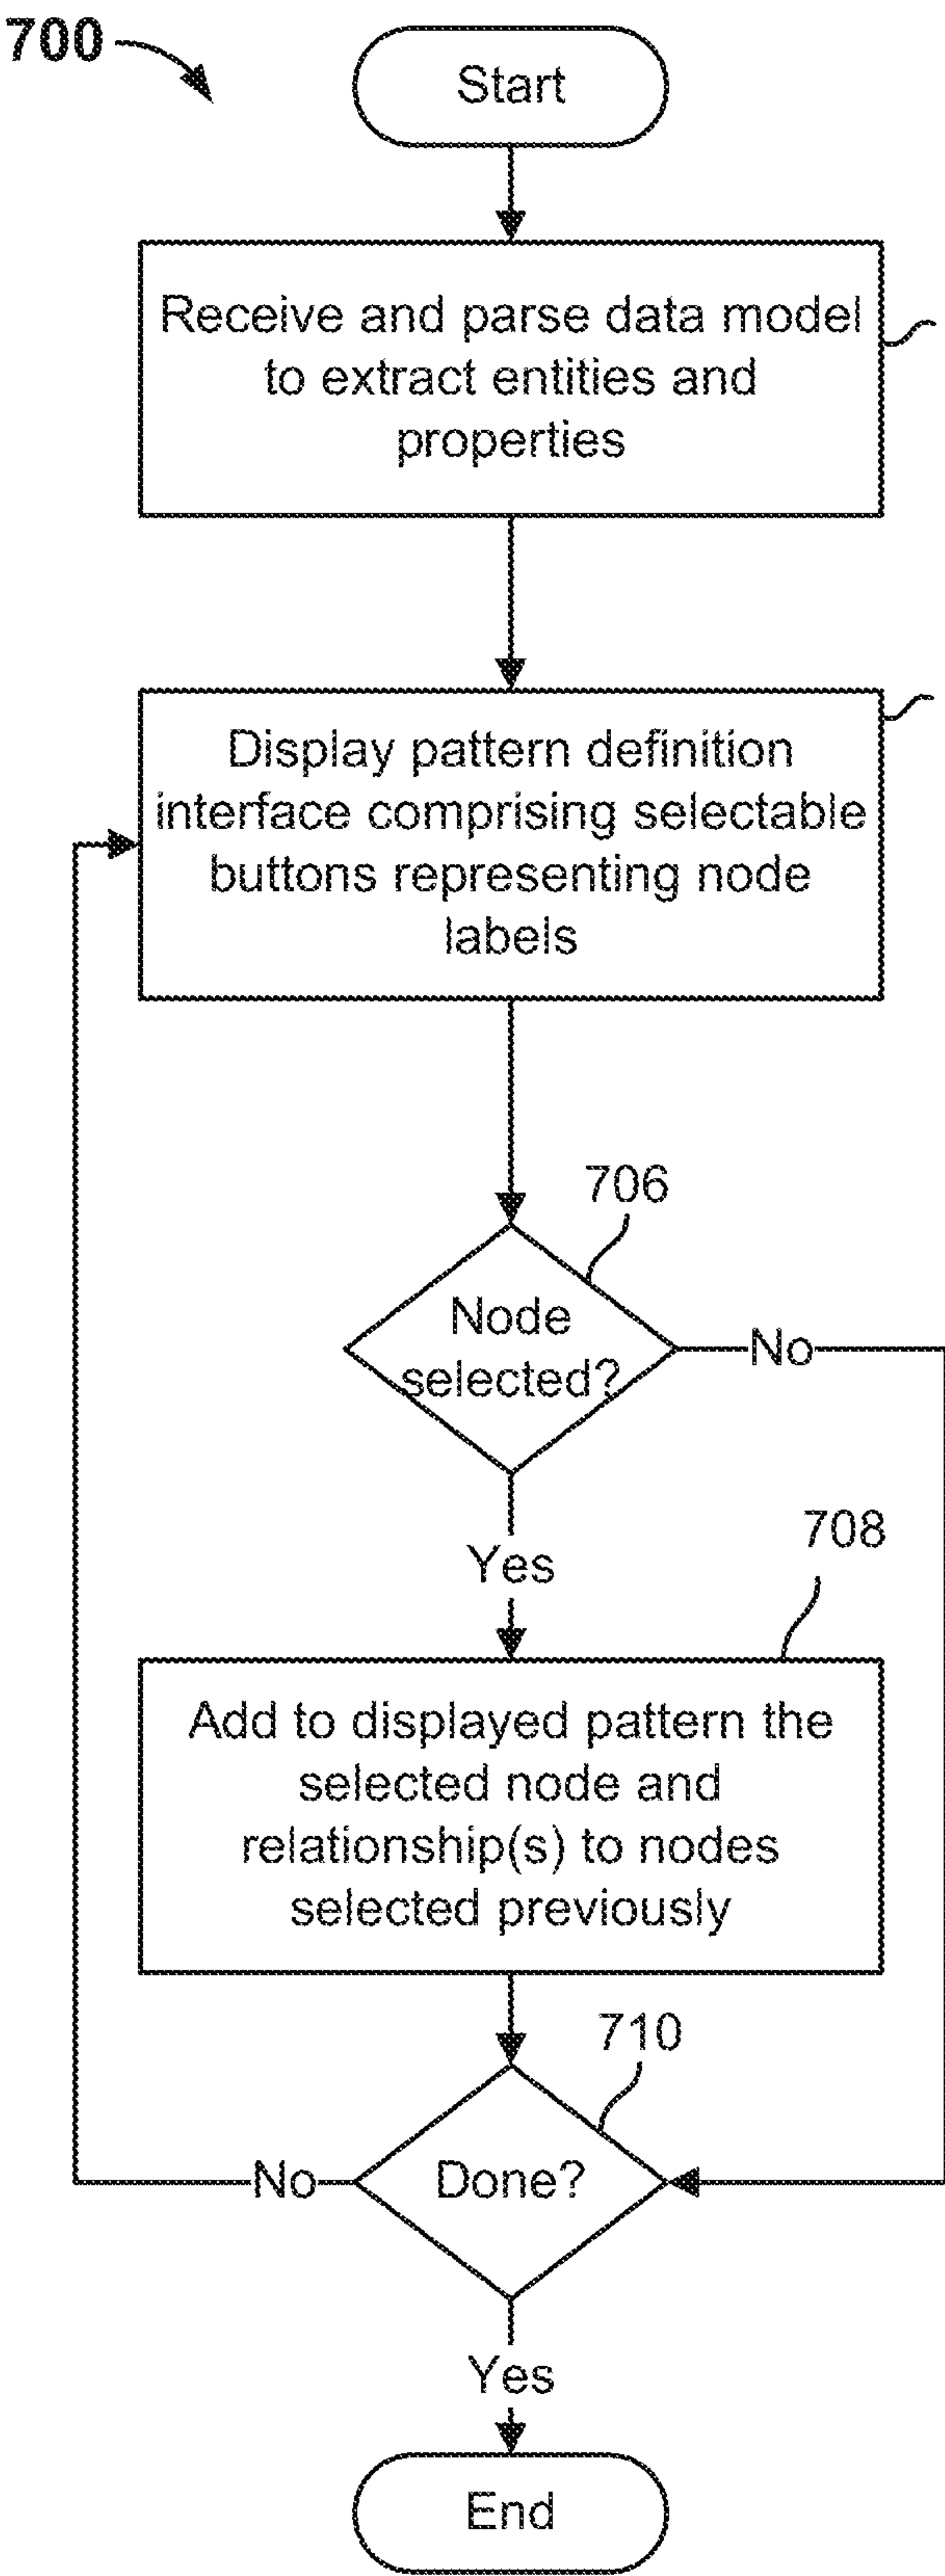 700
Start
Receive and parse data model
to extract entities and
properties
Display pattern definition
interface comprising selectable
buttons representing node
labels
706
Node
selected?
No
Yes
708
Add to displayed pattern the
selected node and
relationship(s) to nodes
selected previously
710
Done?
No
Yes
End